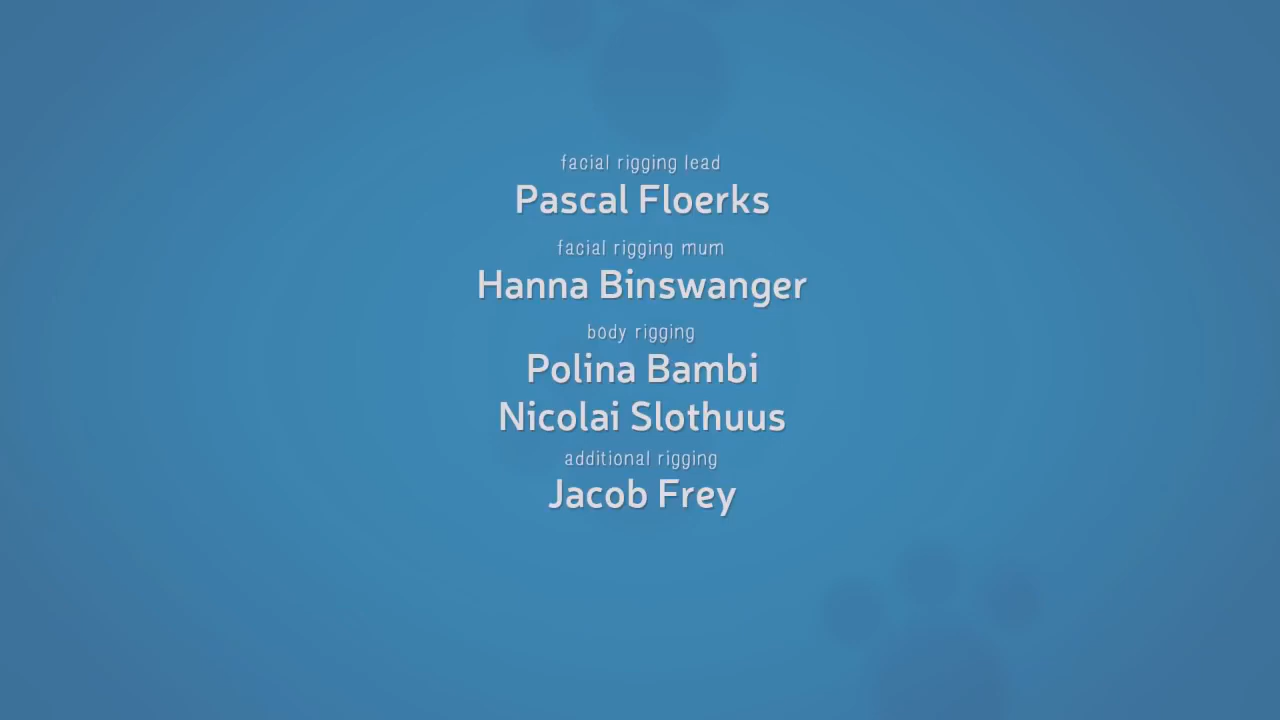 facial rigging lead
Pascal Floerks
facial rigging mum
Hanna Binswanger
body rigging
Polina Bambi
Nicolai Slothuus
additional rigging
Jacob Frey